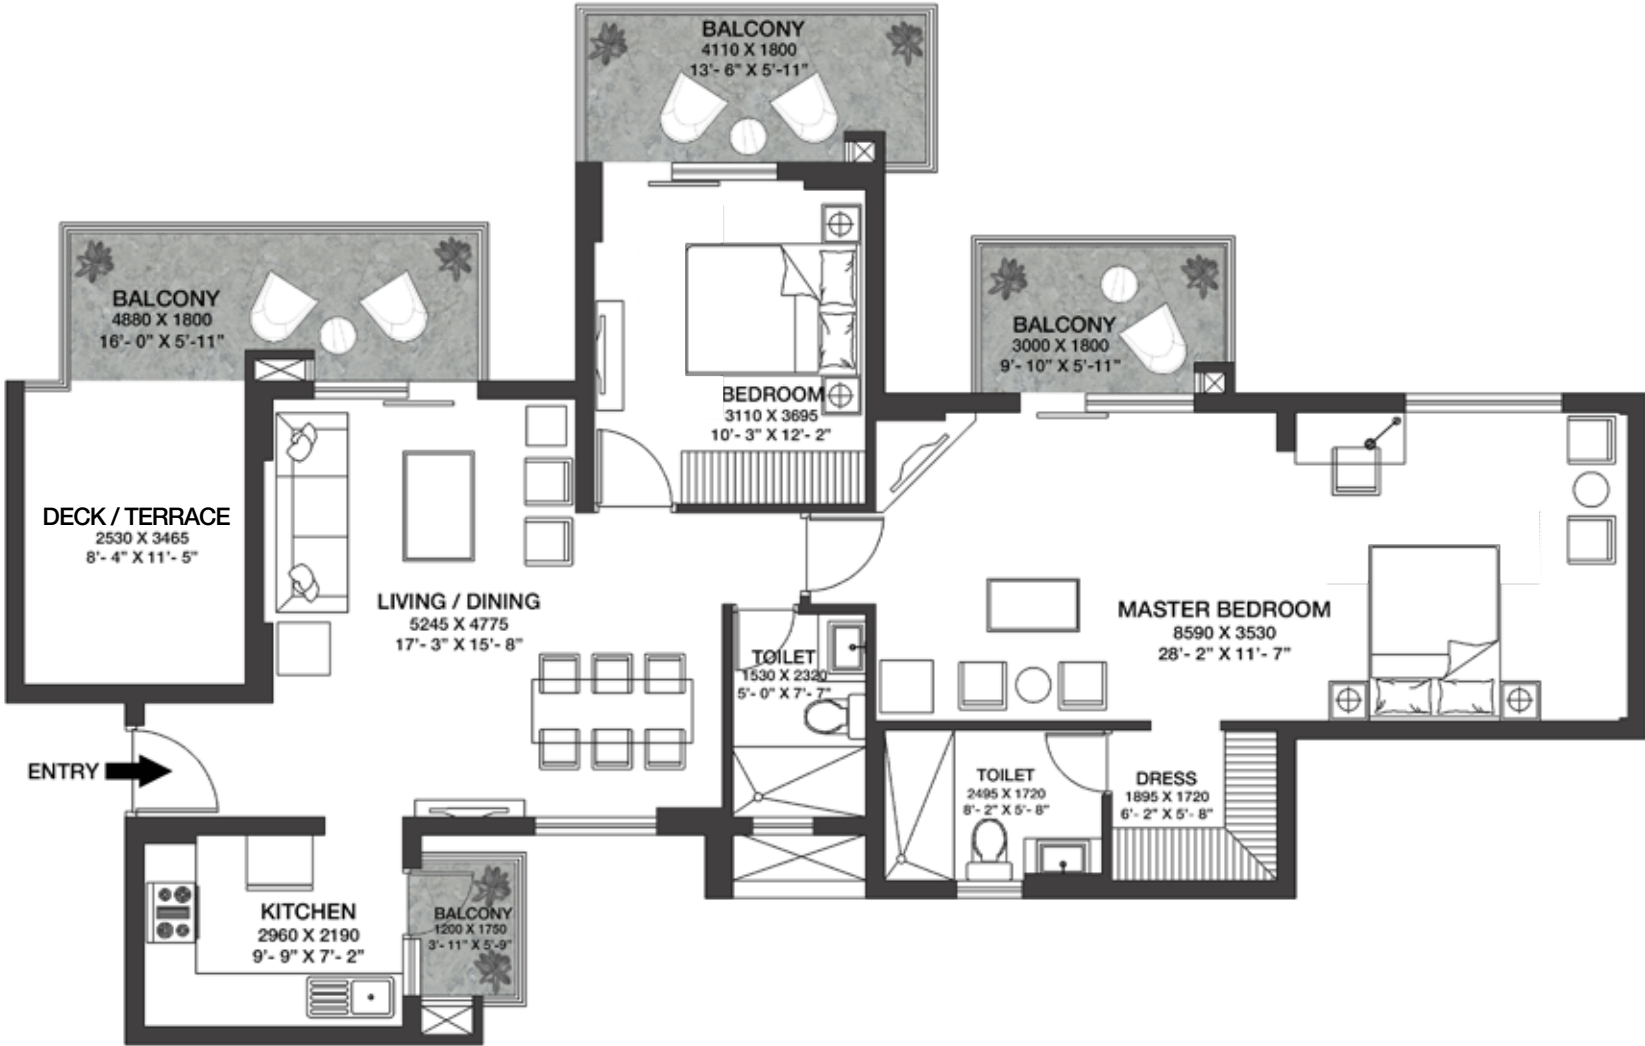 BALCONY
4110 X 1800
13'- 6" X 5'-11"
BALCONY
4880 X 1800
16'- 0" X 5'-11"
BALCONY
3000 X 1800
9'- 10" X 5'-11"
BEDROOM
3110 X 3695
10'- 3" X 12'- 2"
DECK / TERRACE
2530 X 3465
8'- 4" X 11'- 5"
LIVING / DINING
5245 X 4775
17'- 3" X 15'- 8"
MASTER BEDROOM
8590 X 3530
28'- 2" X 11'- 7"
TOILET
1530 X 2320
5'- 0" X 7'- 7"
ENTRY
TOILET
2495 X 1720
8'- 2" X 5'- 8"
DRESS
1895 X 1720
6'- 2" X 5'- 8"
KITCHEN
2960 X 2190
9'- 9" X 7'- 2"
BALCONY
1200 X 1750
3'- 11" X 5'-9"